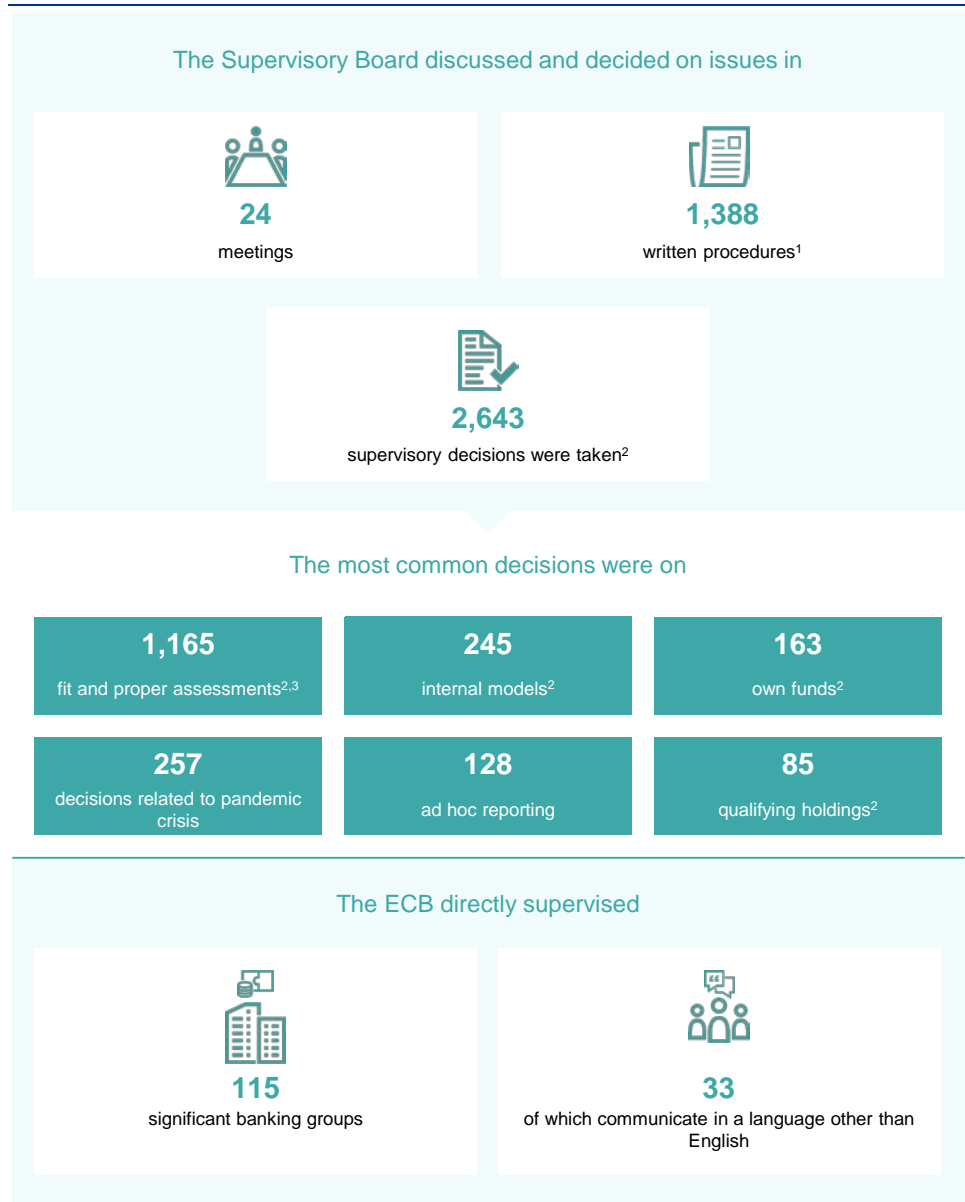 The Supervisory Board discussed and decided on issues in
24
meetings
1,388
written procedures¹
2,643
supervisory decisions were taken²
The most common decisions were on
1,165
fit and proper assessments²,³
245
internal models²
163
own funds²
257
decisions related to pandemic
crisis
128
ad hoc reporting
85
qualifying holdings²
The ECB directly supervised
115
significant banking groups
33
of which communicate in a language other than
English